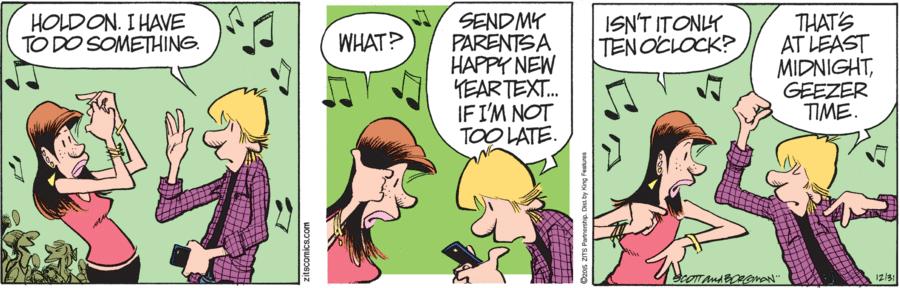 HOLD ON. I HAVE
TO DO SOMETHING.
zitscomics.com
WHAT?
SEND MY
PARENTS A
HAPPY NEW
YEAR TEXT...
IF I'M NOT
TOO LATE.
©2015 ZITS Partnership. Dist. by King Features
ISN'T IT ONLY
TEN O'CLOCK?
THAT'S
AT LEAST
MIDNIGHT,
GEEZER
TIME.
SCOTT and BORGMAN
12/31